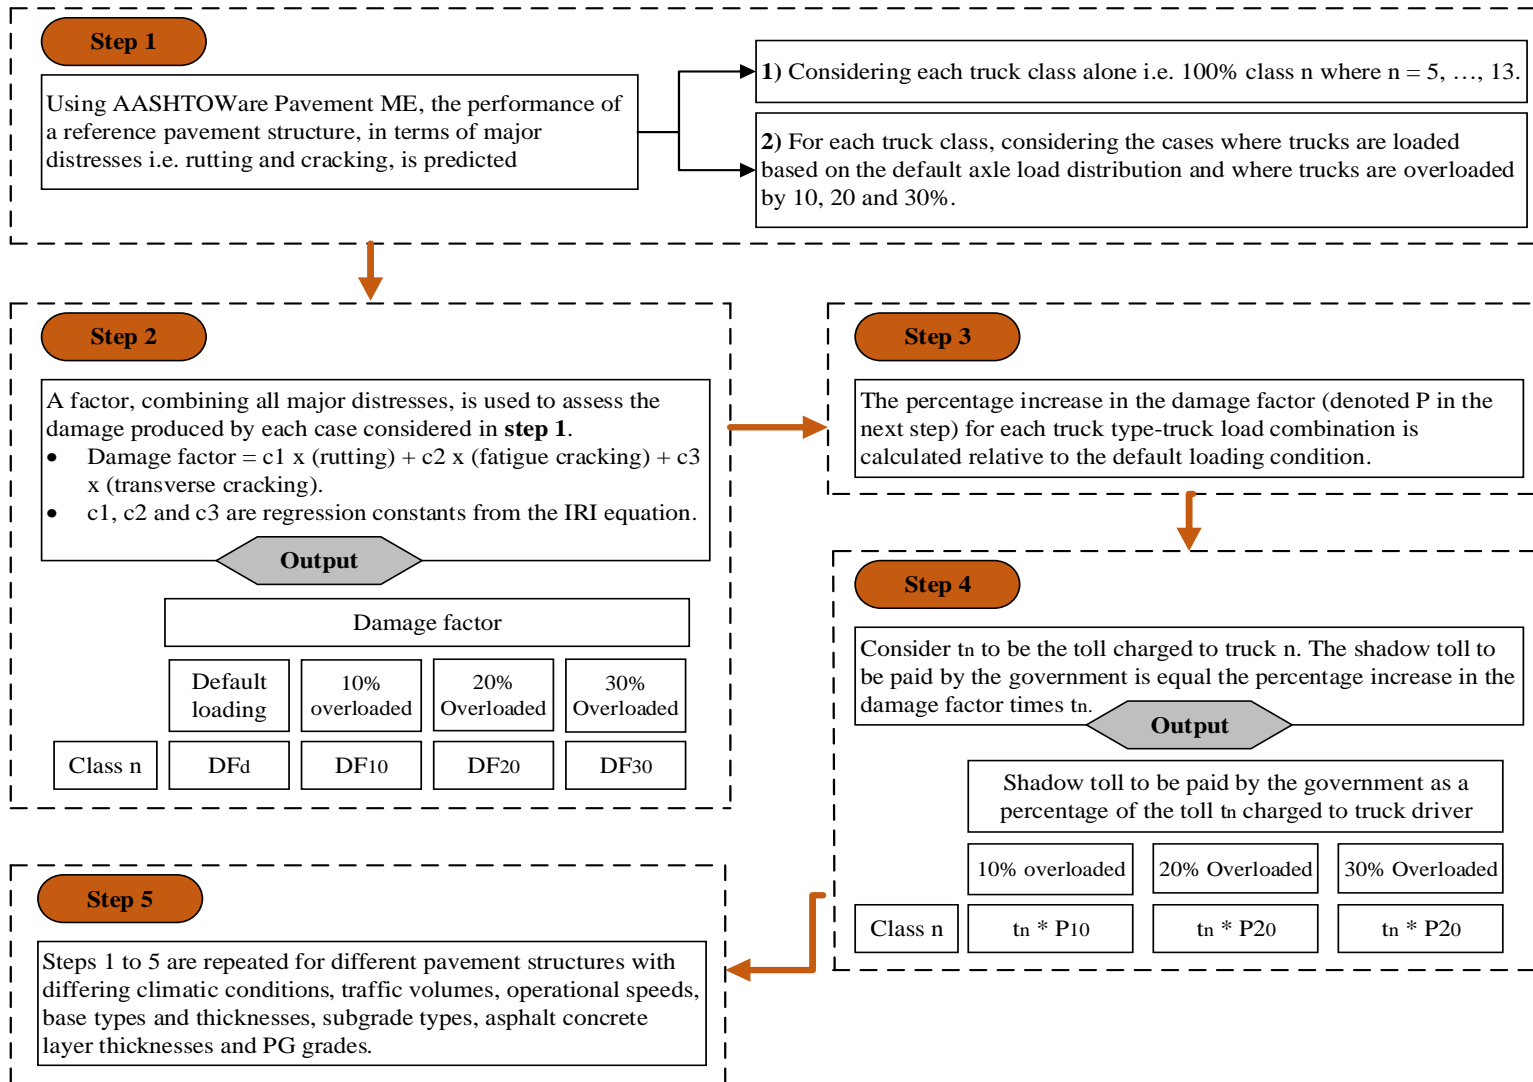 Step 1
Using AASHTOWare Pavement ME, the performance of
a reference pavement structure, in terms of major
distresses i.e. rutting and cracking, is predicted
1) Considering each truck class alone i.e. 100% class n where n = 5, …, 13.
2) For each truck class, considering the cases where trucks are loaded
based on the default axle load distribution and where trucks are overloaded
by 10, 20 and 30%.
Step 2
A factor, combining all major distresses, is used to assess the
damage produced by each case considered in step 1.
• Damage factor = c1 x (rutting) + c2 x (fatigue cracking) + c3
x (transverse cracking).
• c1, c2 and c3 are regression constants from the IRI equation.
Output
Damage factor
Default
loading
10%
overloaded
20%
Overloaded
30%
Overloaded
Class n
DFd
DF10
DF20
DF30
Step 3
The percentage increase in the damage factor (denoted P in the
next step) for each truck type-truck load combination is
calculated relative to the default loading condition.
Step 4
Consider tn to be the toll charged to truck n. The shadow toll to
be paid by the government is equal the percentage increase in the
damage factor times tn.
Output
Shadow toll to be paid by the government as a
percentage of the toll tn charged to truck driver
10% overloaded
20% Overloaded
30% Overloaded
Class n
tn * P10
tn * P20
tn * P20
Step 5
Steps 1 to 5 are repeated for different pavement structures with
differing climatic conditions, traffic volumes, operational speeds,
base types and thicknesses, subgrade types, asphalt concrete
layer thicknesses and PG grades.